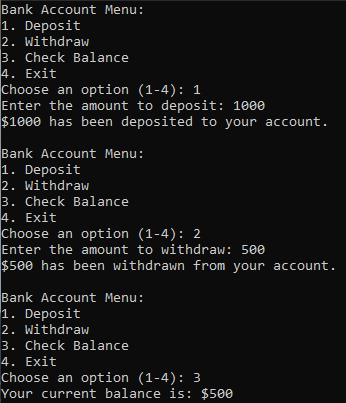 Bank Account Menu:
1. Deposit
2. Withdraw
3. Check Balance
4. Exit
Choose an option (1-4): 1
Enter the amount to deposit: 1000
$1000 has been deposited to your account.
Bank Account Menu:
1. Deposit
2. Withdraw
3. Check Balance
4. Exit
Choose an option (1-4): 2
Enter the amount to withdraw: 500
$500 has been withdrawn from your account.
Bank Account Menu:
1. Deposit
2. Withdraw
3. Check Balance
4. Exit
Choose an option (1-4): 3
Your current balance is: $500